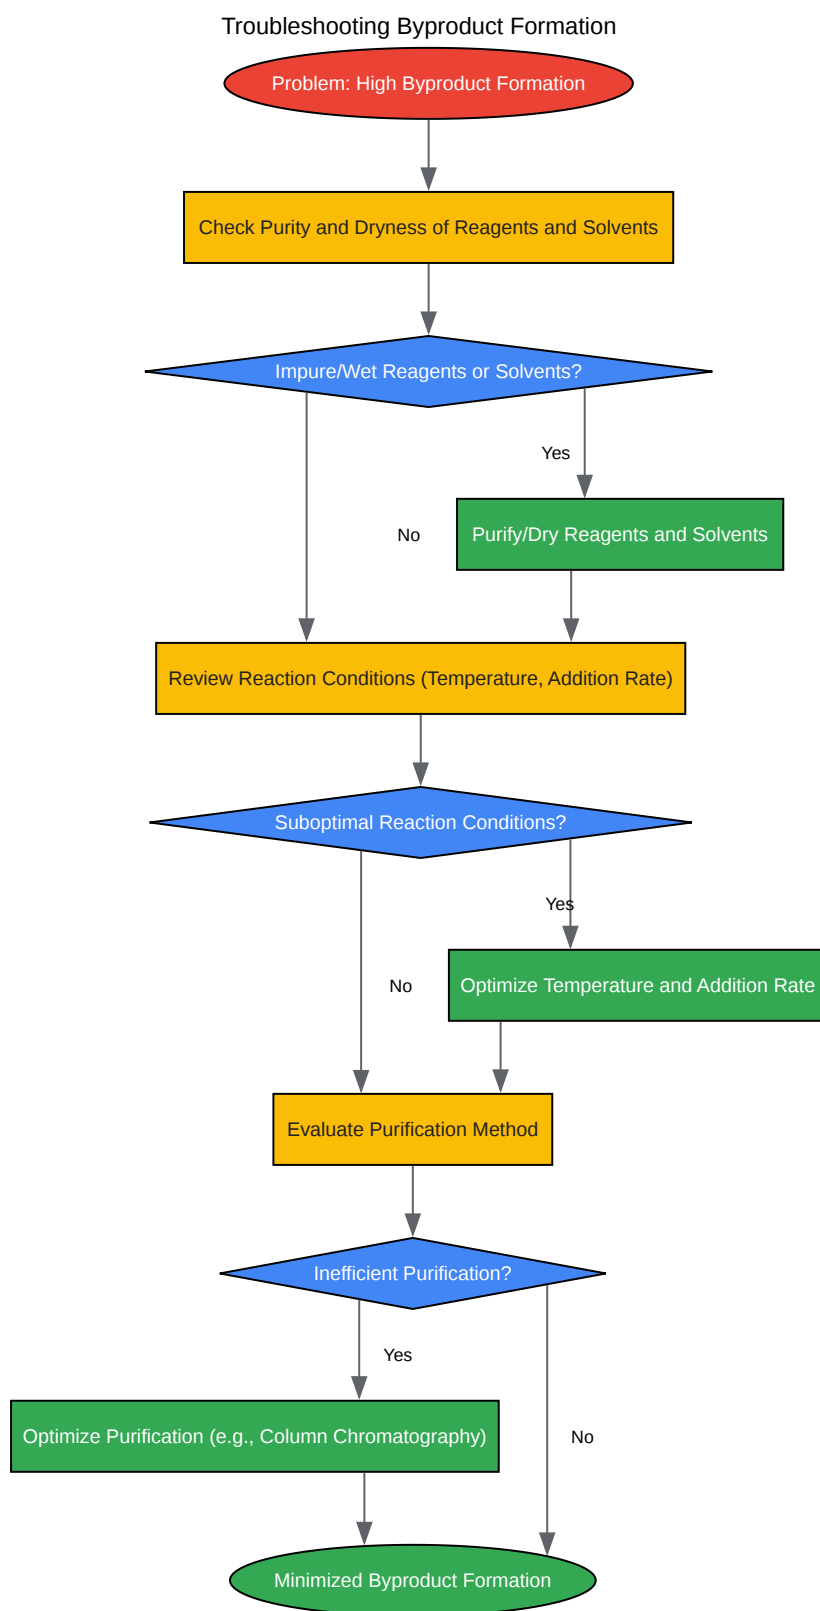 Troubleshooting Byproduct Formation
Problem: High Byproduct Formation
Check Purity and Dryness of Reagents and Solvents
Impure/Wet Reagents or Solvents?
Yes
No
Purify/Dry Reagents and Solvents
Review Reaction Conditions (Temperature, Addition Rate)
Suboptimal Reaction Conditions?
Yes
No
Optimize Temperature and Addition Rate
Evaluate Purification Method
Inefficient Purification?
Yes
Optimize Purification (e.g., Column Chromatography)
No
Minimized Byproduct Formation